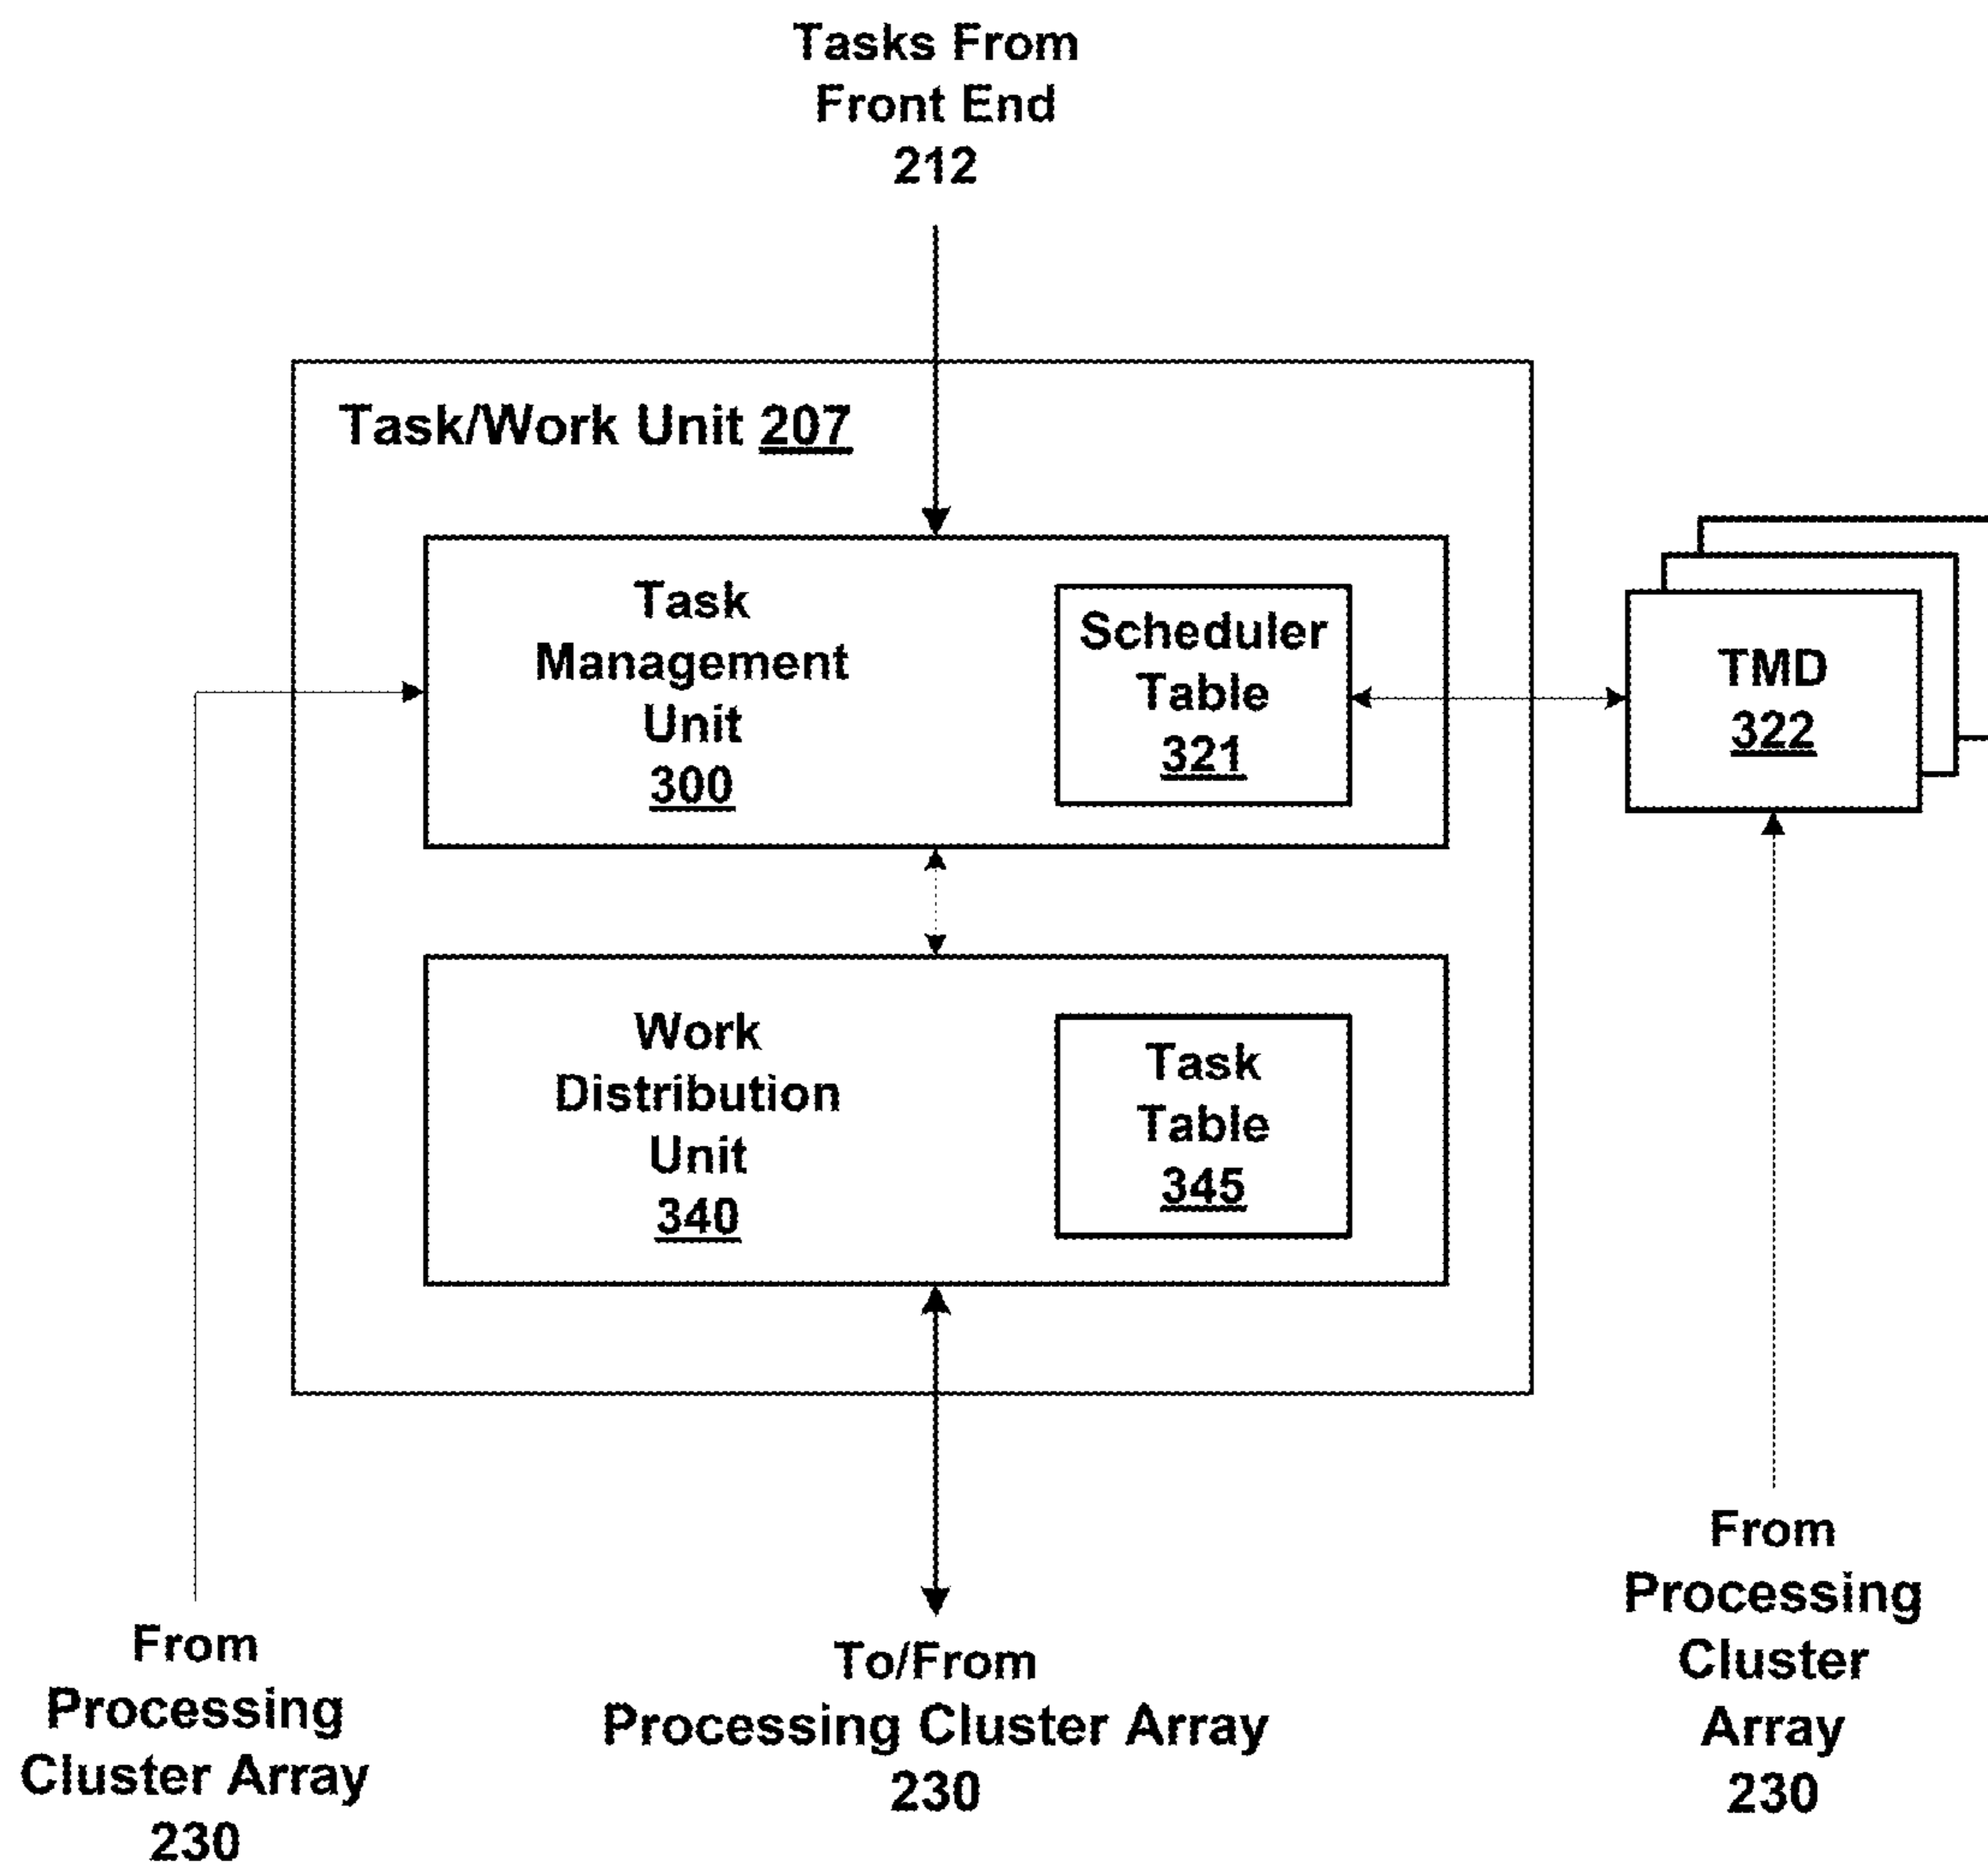 Tasks From
Front End
212
Task/Work Unit 207
Task
Management
Unit
300
Scheduler
Table
321
TMD
322
Work
Distribution
Unit
340
Task
Table
345
From
Processing
Cluster Array
230
To/From
Processing Cluster Array
230
From
Processing
Cluster
Array
230